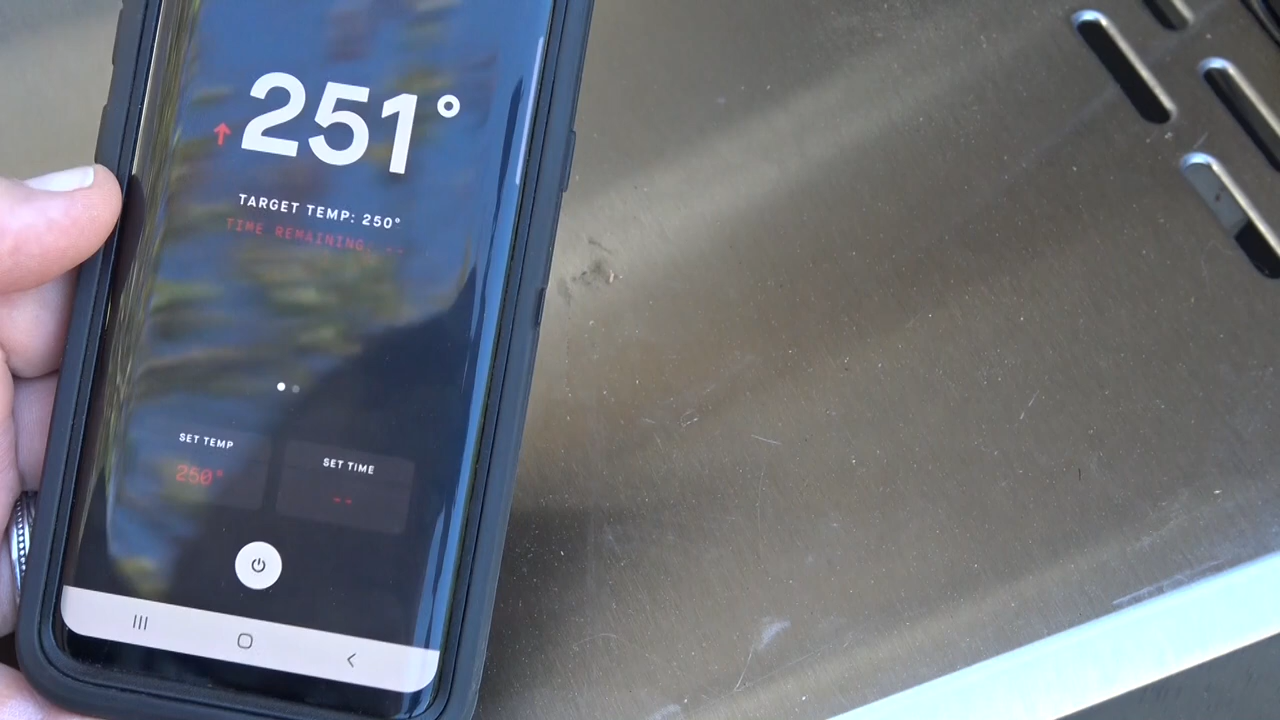 251°
TARGET TEMP: 250°
TIME REMAINING: --
SET TEMP
250°
SET TIME
--